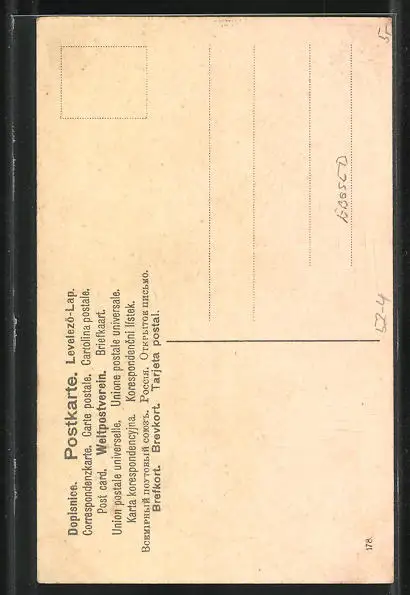 Dopisnice. Postkarte. Levelező-Lap.
Correspondenzkarte. Carte postale. Cartolina postale.
Post card. Weltpostverein. Briefkaart.
Union postale universelle. Unione postale universale.
Karta korespondencyjna. Korespondenční lístek.
Всемірный почтовый союзъ. Россія. Открытое письмо.
Brefkort. Brevkort. Tarjeta postal.
178